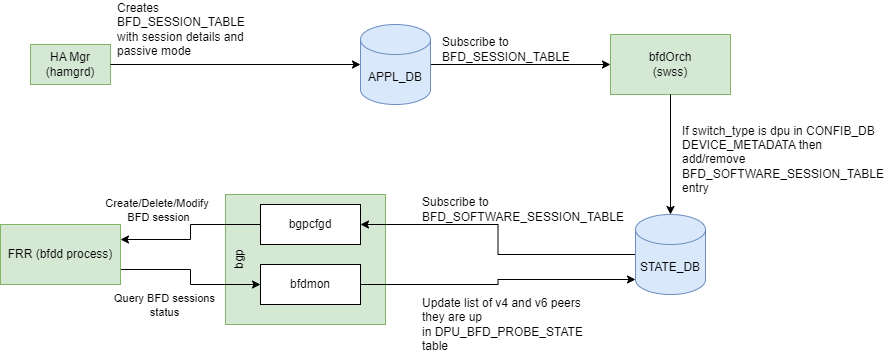 Creates
BFD_SESSION_TABLE
with session details and
passive mode
HA Mgr
(hamgrd)
APPL_DB
Subscribe to
BFD_SESSION_TABLE
bfdOrch
(swss)
If switch_type is dpu in CONFIB_DB
DEVICE_METADATA then
add/remove
BFD_SOFTWARE_SESSION_TABLE
entry
Create/Delete/Modify
BFD session
bgpcfgd
Subscribe to
BFD_SOFTWARE_SESSION_TABLE
FRR (bfdd process)
bgp
STATE_DB
Query BFD sessions
status
bfdmon
Update list of v4 and v6 peers
they are up
in DPU_BFD_PROBE_STATE
table